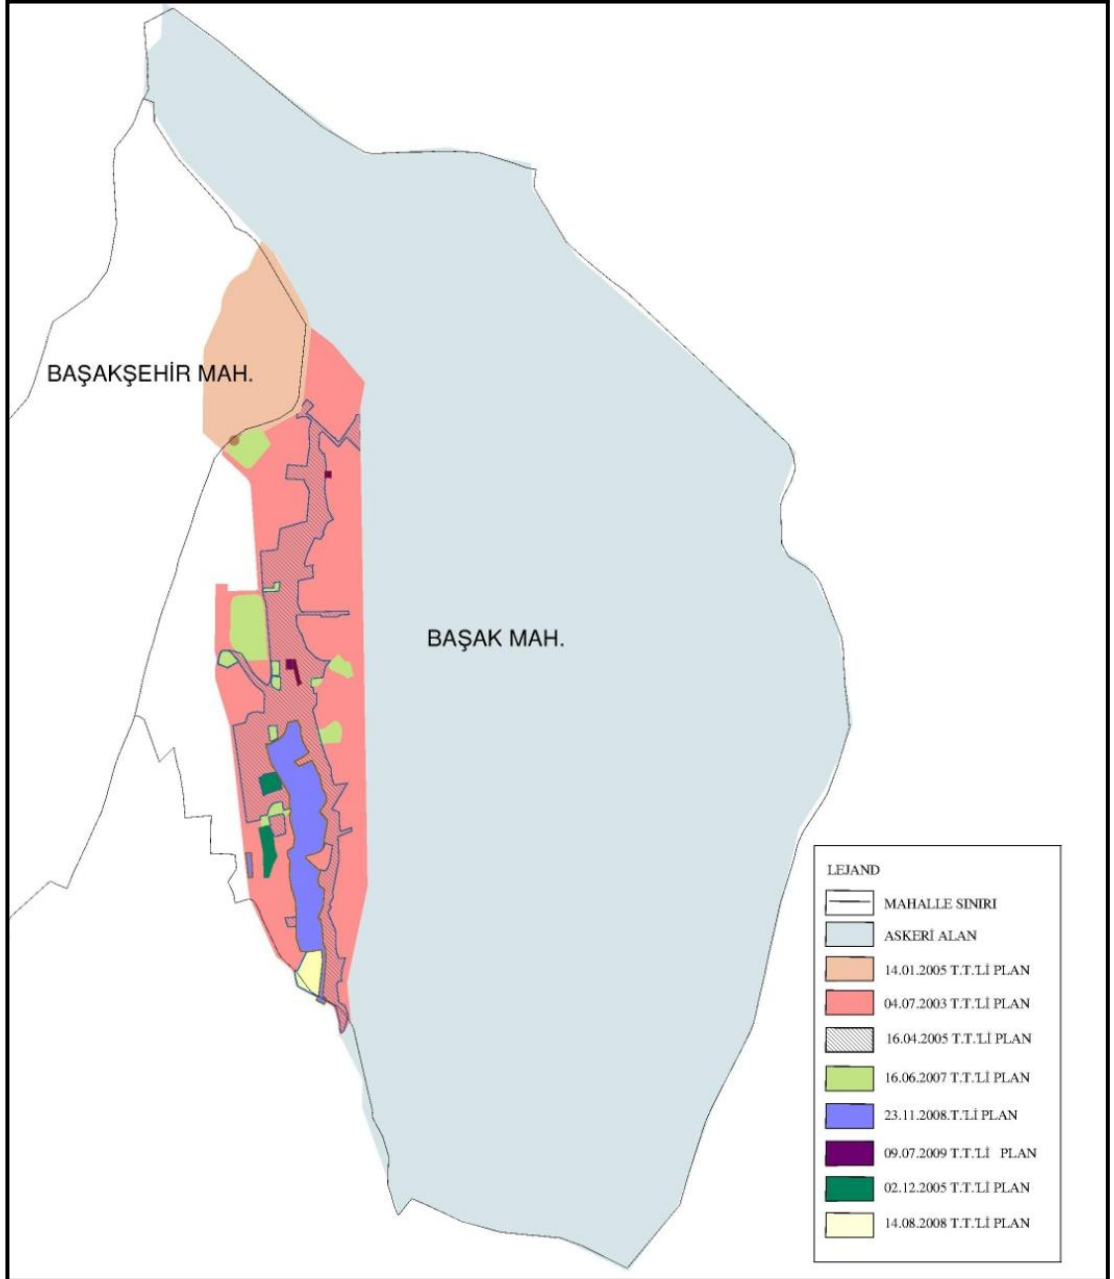 BAŞAKŞEHİR MAH.
BAŞAK MAH.
LEJAND
MAHALLE SINIRI
ASKERİ ALAN
14.01.2005 T.T.'Lİ PLAN
04.07.2003 T.T.'Lİ PLAN
16.04.2005 T.T.'Lİ PLAN
16.06.2007 T.T.'Lİ PLAN
23.11.2008.T.'Lİ PLAN
09.07.2009 T.T.'Lİ PLAN
02.12.2005 T.T.'Lİ PLAN
14.08.2008 T.T.'Lİ PLAN